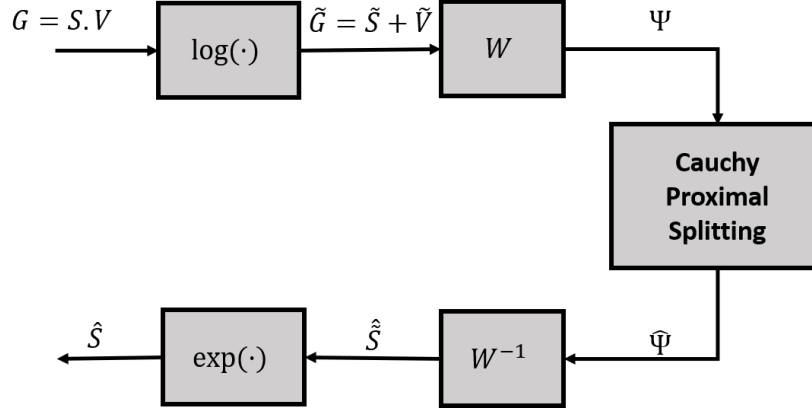 G = S.V
log(·)
G̃ = S̃ + Ṽ
W
Ψ
Cauchy
Proximal
Splitting
Ψ̂
W⁻¹
S̃̂
exp(·)
Ŝ